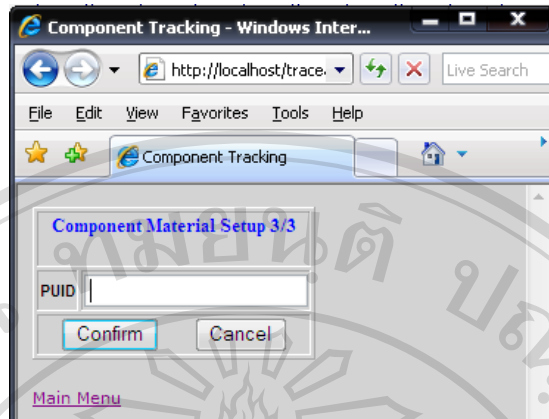 Component Tracking - Windows Inter...
http://localhost/trace.
Live Search
File Edit View Favorites Tools Help
Component Tracking
Component Material Setup 3/3
PUID
Confirm Cancel
Main Menu